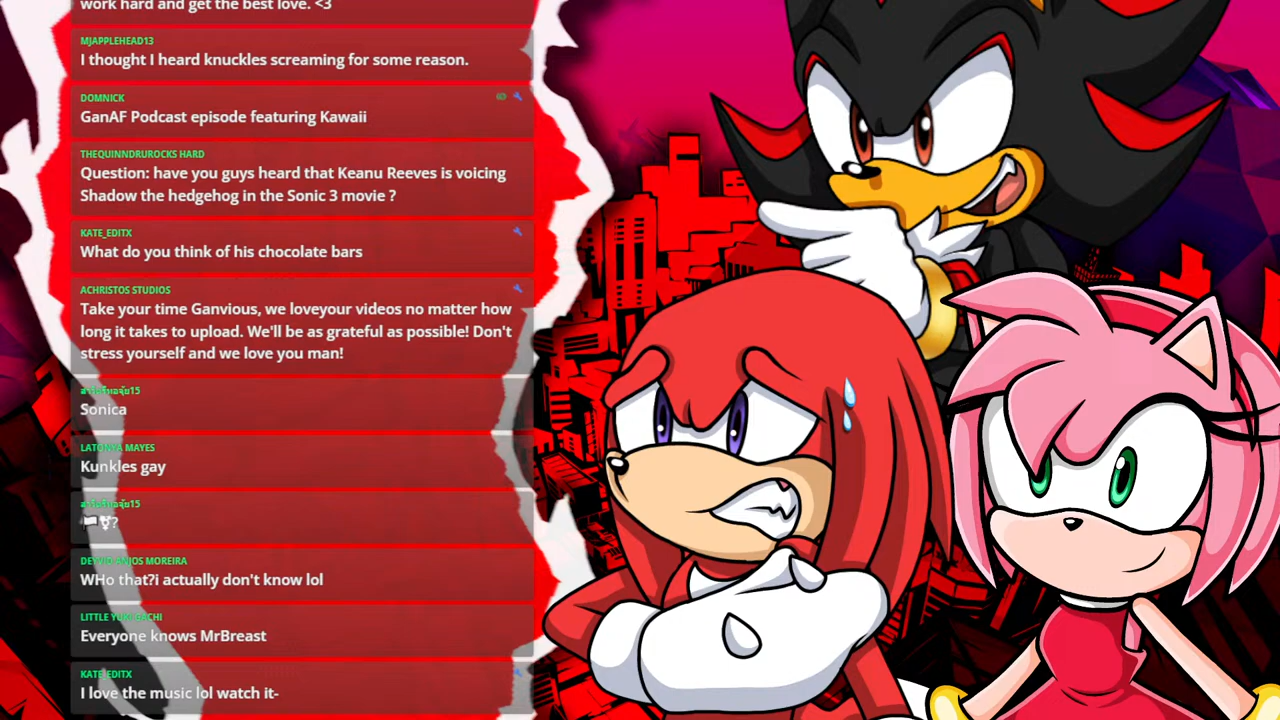 work hard and get the best love. <3
MJAPPLEHEAD13
I thought I heard knuckles screaming for some reason.
DOMNICK
GanAF Podcast episode featuring Kawaii
THEQUINNDRUROCKS HARD
Question: have you guys heard that Keanu Reeves is voicing
Shadow the hedgehog in the Sonic 3 movie ?
KATE_EDITX
What do you think of his chocolate bars
ACHRISTOS STUDIOS
Take your time Ganvious, we loveyour videos no matter how
long it takes to upload. We'll be as grateful as possible! Don't
stress yourself and we love you man!
Sonica
LATONYA MAYES
Kunkles gay
?
ANJOS MOREIRA
WHo that?i actually don't know lol
LITTLE YUKI GACHI
Everyone knows MrBreast
KATE_EDITX
I love the music lol watch it-